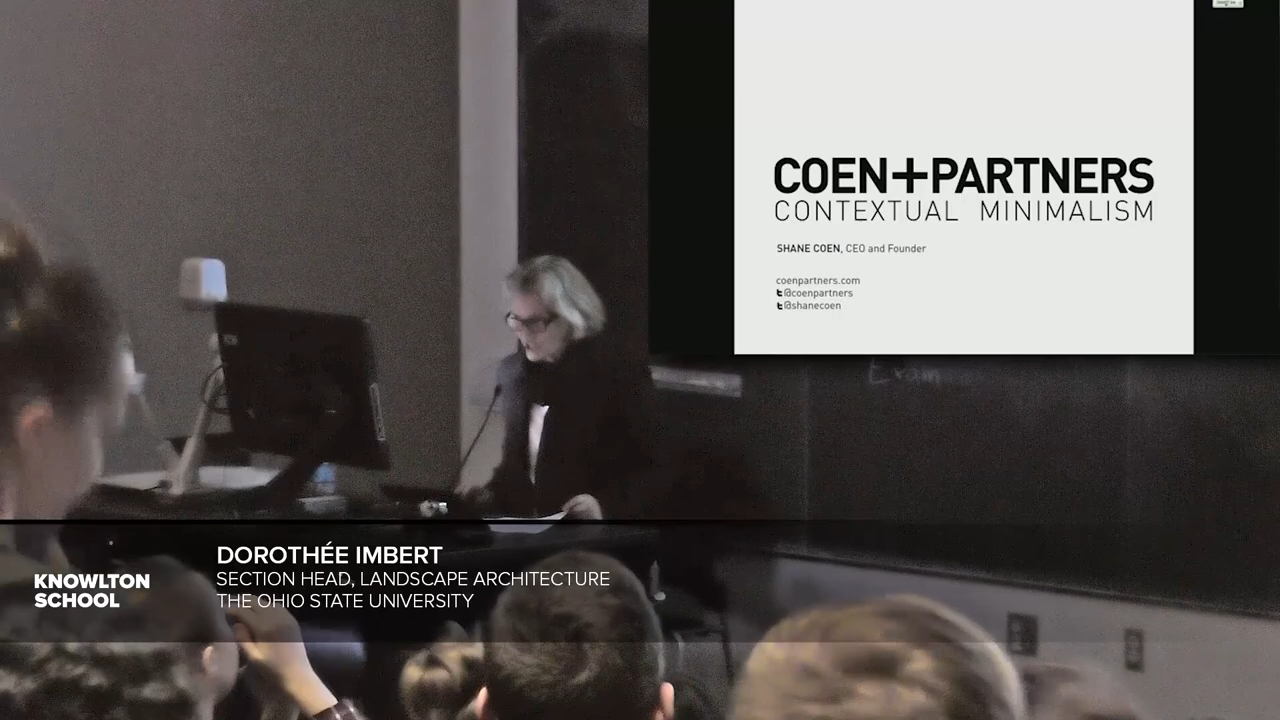 COEN+PARTNERS
CONTEXTUAL MINIMALISM
SHANE COEN, CEO and Founder
coenpartners.com
@coenpartners
@shanecoen
Exam
DOROTHÉE IMBERT
SECTION HEAD, LANDSCAPE ARCHITECTURE
THE OHIO STATE UNIVERSITY
KNOWLTON
SCHOOL